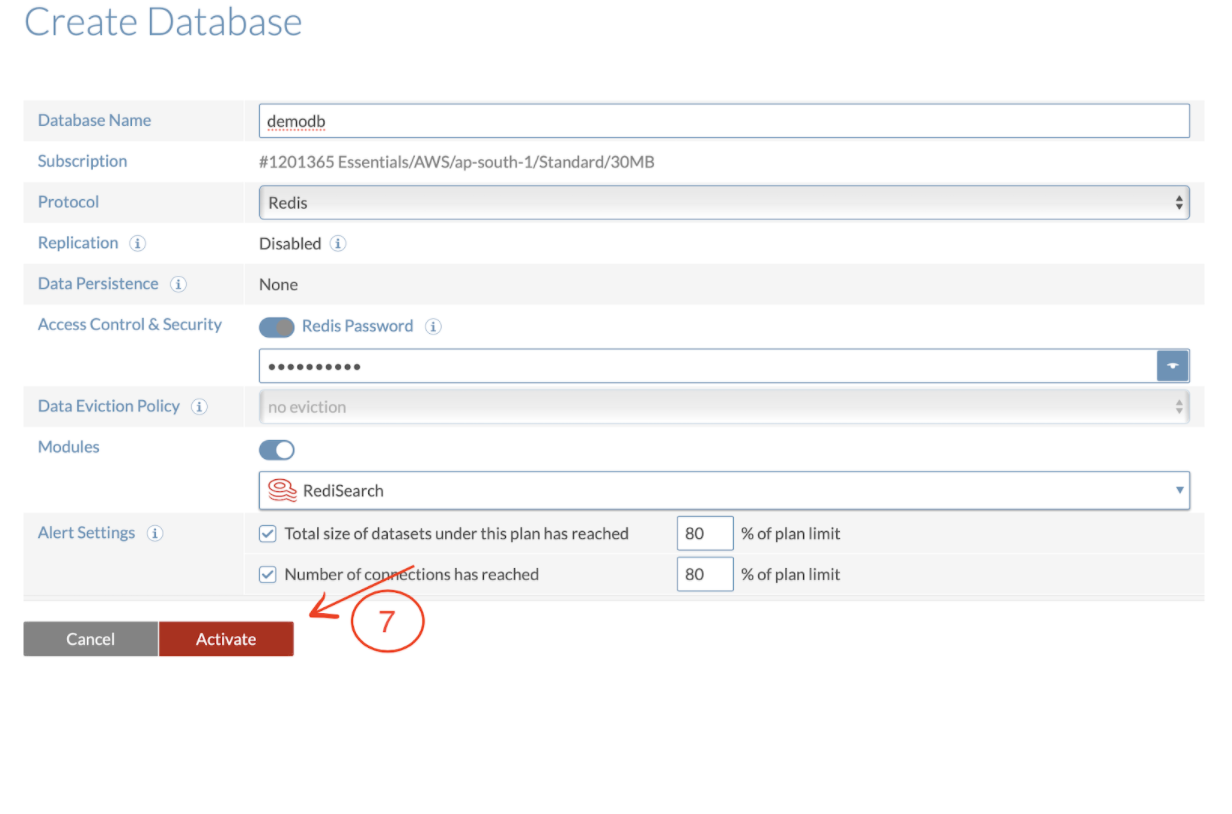 Create Database
Database Name demodb
Subscription #1201365 Essentials/AWS/ap-south-1/Standard/30MB
Protocol Redis
Replication i Disabled i
Data Persistence i None
Access Control & Security Redis Password i
••••••••••
Data Eviction Policy i no eviction
Modules
RediSearch
Alert Settings i Total size of datasets under this plan has reached 80 % of plan limit
Number of connections has reached 80 % of plan limit
7
Cancel Activate